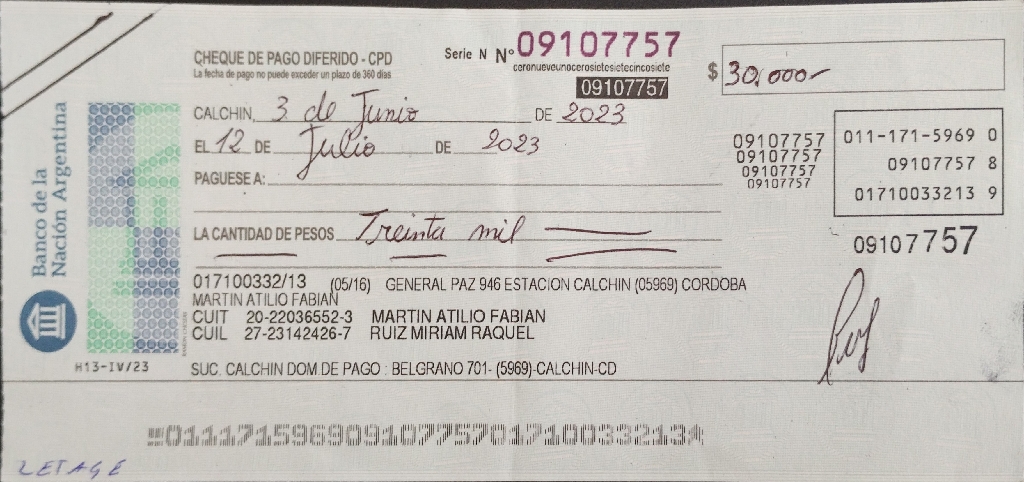 CHEQUE DE PAGO DIFERIDO - CPD
La fecha de pago no puede exceder un plazo de 360 días
Serie N Nº 09107757
ceronueveunocerosietesietecincosiete
09107757
$ 30,000-
CALCHIN, 3 de Junio DE 2023
EL 12 DE Julio DE 2023
PAGUESE A:
LA CANTIDAD DE PESOS Treinta mil
09107757
09107757
09107757
09107757
011-171-5969 0
09107757 8
01710033213 9
09107757
Banco de la
Nación Argentina
017100332/13 (05/16) GENERAL PAZ 946 ESTACION CALCHIN (05969) CORDOBA
MARTIN ATILIO FABIAN
CUIT 20-22036552-3 MARTIN ATILIO FABIAN
CUIL 27-23142426-7 RUIZ MIRIAM RAQUEL
H13-IV/23
SUC. CALCHIN DOM DE PAGO : BELGRANO 701- (5969)-CALCHIN-CD
01117159690910775701710033213
LETAGE